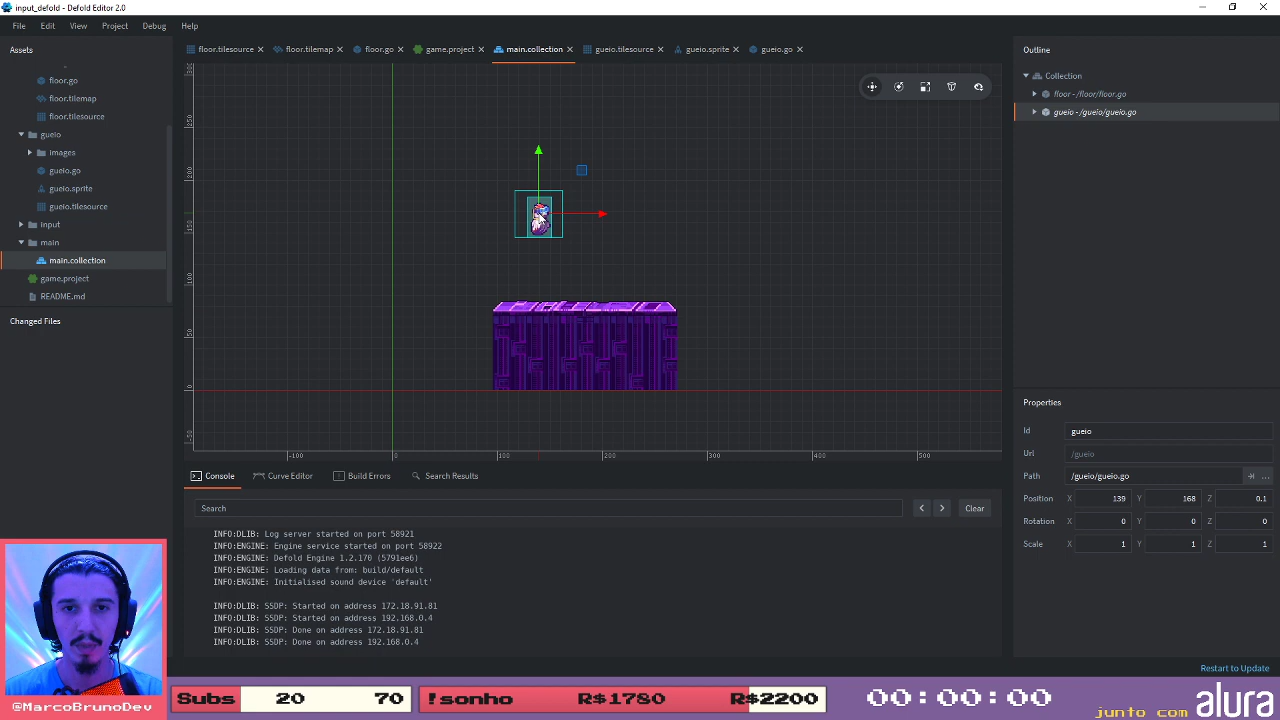 input_defold - Defold Editor 2.0
File Edit View Project Debug Help
Assets
floor.go
floor.tilemap
floor.tilesource
gueio
images
gueio.go
gueio.sprite
gueio.tilesource
input
main
main.collection
game.project
README.md
Changed Files
floor.tilesource floor.tilemap floor.go game.project main.collection gueio.tilesource gueio.sprite gueio.go
300
250
200
150
100
50
0
-50
-100 0 100 200 300 400 500
Console Curve Editor Build Errors Search Results
Search
Clear
INFO:DLIB: Log server started on port 58921
INFO:ENGINE: Engine service started on port 58922
INFO:ENGINE: Defold Engine 1.2.178 (5791ee6)
INFO:ENGINE: Loading data from: build/default
INFO:ENGINE: Initialised sound device 'default'
INFO:DLIB: SSDP: Started on address 172.18.91.81
INFO:DLIB: SSDP: Started on address 192.168.0.4
INFO:DLIB: SSDP: Done on address 172.18.91.81
INFO:DLIB: SSDP: Done on address 192.168.0.4
Outline
Collection
floor - /floor/floor.go
gueio - /gueio/gueio.go
Properties
Id gueio
Url /gueio
Path /gueio/gueio.go ...
Position X 139 Y 168 Z 0.1
Rotation X 0 Y 0 Z 0
Scale X 1 Y 1 Z 1
Restart to Update
@MarcoBrunoDev
Subs 20 70
!sonho R$1780 R$2200
00:00:00
junto com alura